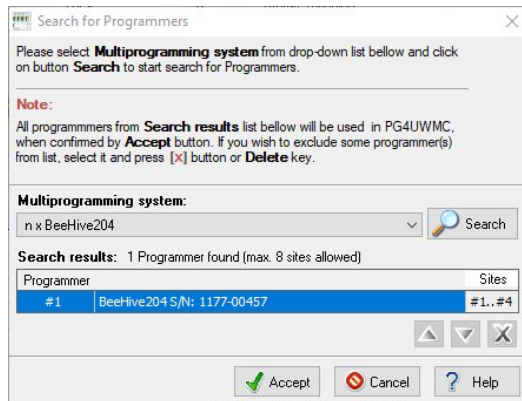 Search for Programmers
Please select Multiprogramming system from drop-down list bellow and click
on button Search to start search for Programmers.
Note:
All programmmers from Search results list bellow will be used in PG4UWMC,
when confirmed by Accept button. If you wish to exclude some programmer(s)
from list, select it and press [x] button or Delete key.
Multiprogramming system:
n x BeeHive204
Search
Search results: 1 Programmer found (max. 8 sites allowed)
Programmer Sites
#1 BeeHive204 S/N: 1177-00457 #1..#4
X
Accept Cancel ? Help